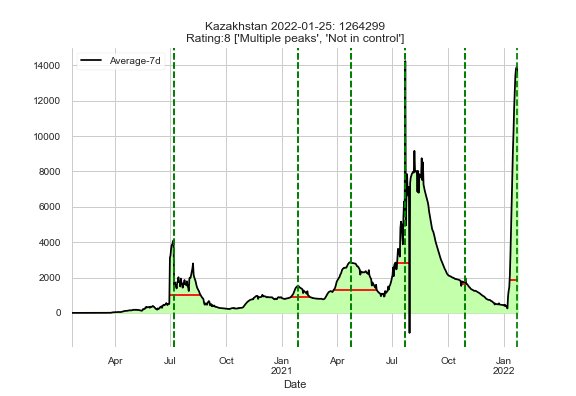 Kazakhstan 2022-01-25: 1264299
Rating:8 ['Multiple peaks', 'Not in control']
Average-7d
14000
12000
10000
8000
6000
4000
2000
0
Apr Jul Oct Jan Apr Jul Oct Jan
2021 2022
Date